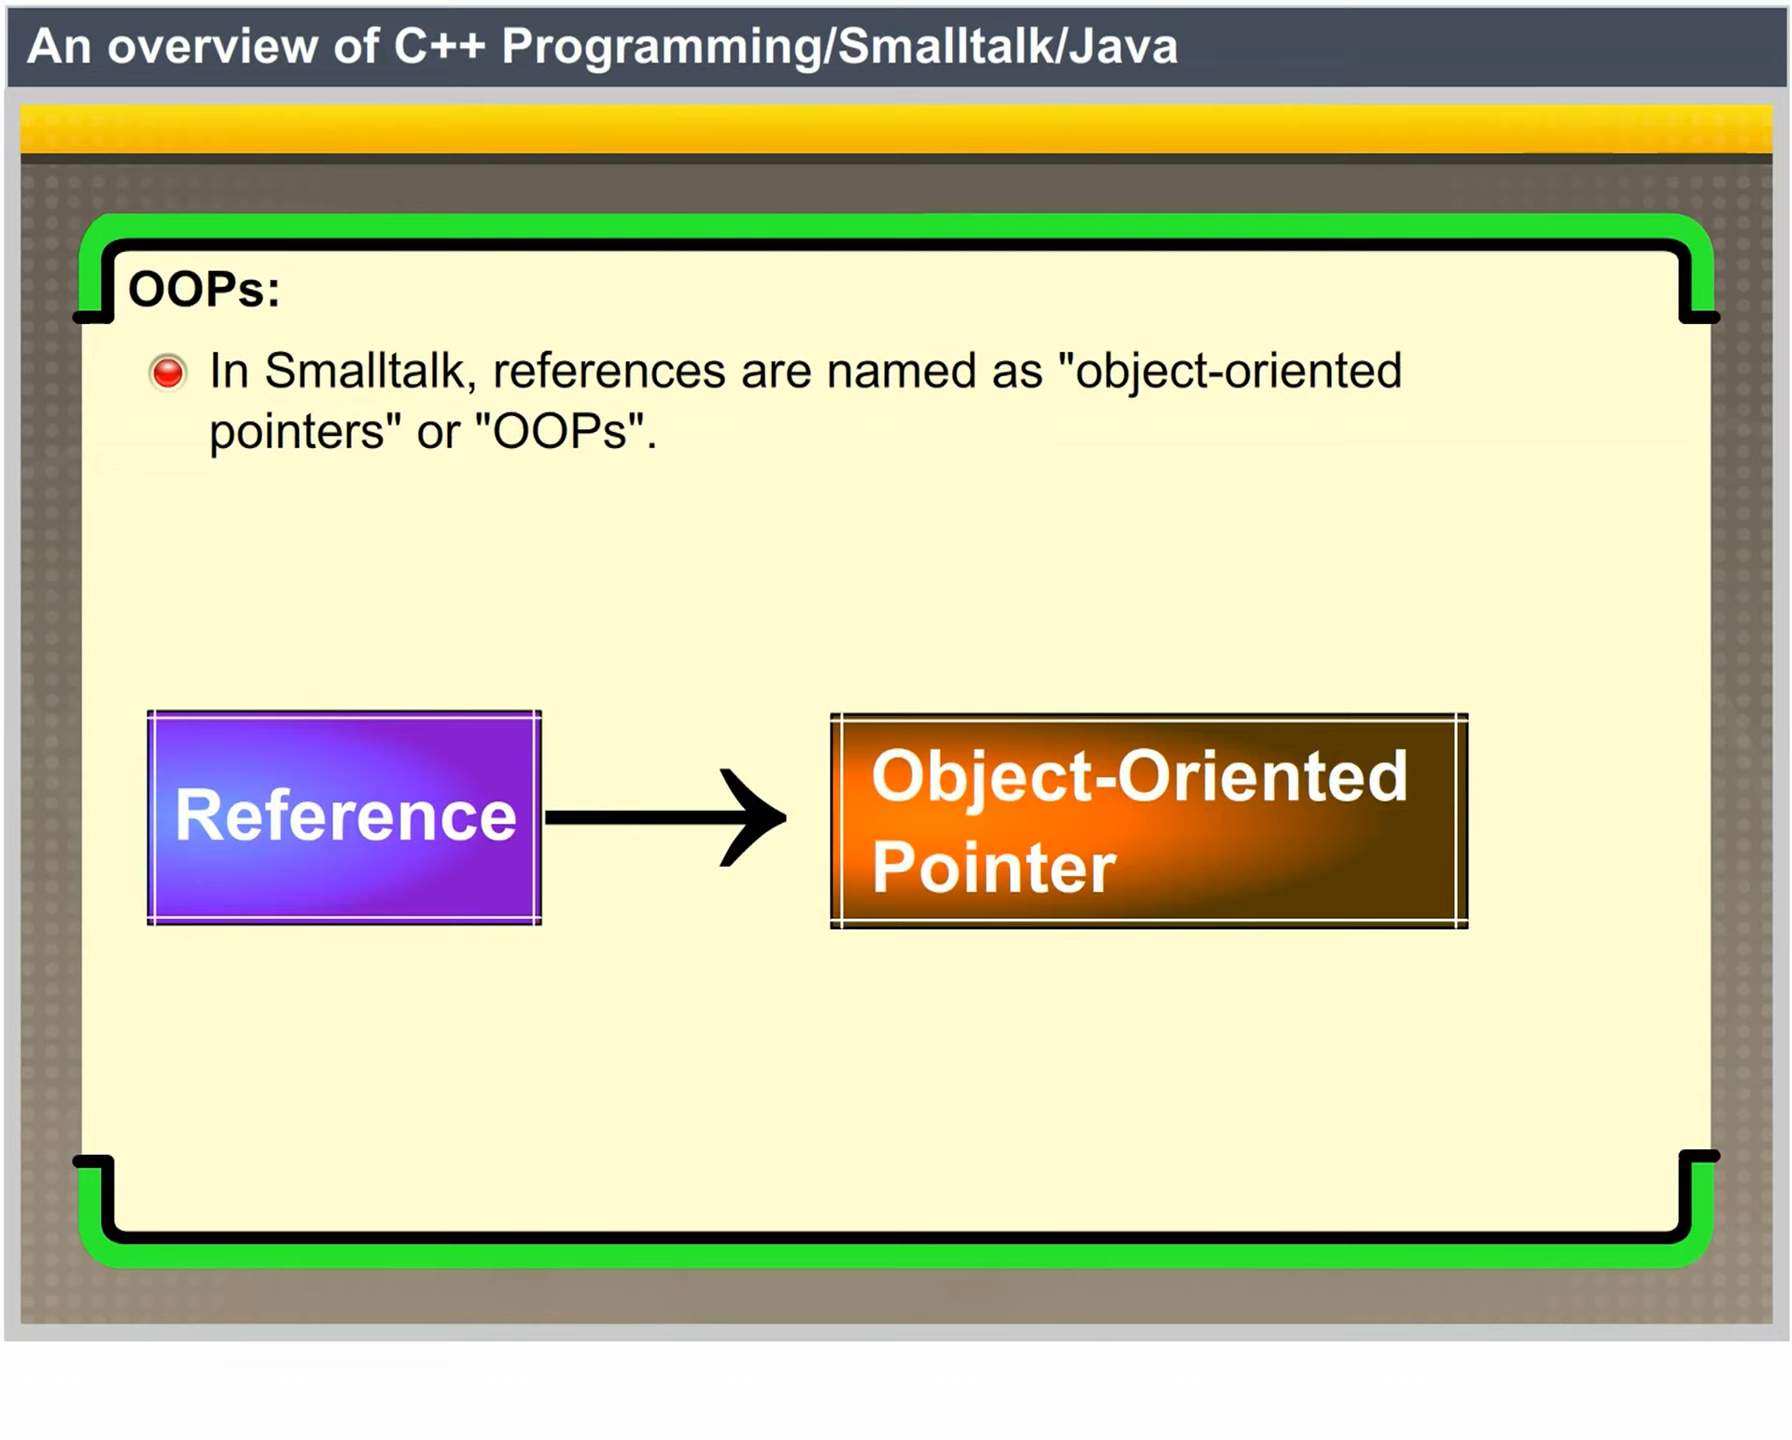 An overview of C++ Programming/Smalltalk/Java
OOPs:
In Smalltalk, references are named as "object-oriented
pointers" or "OOPs".
Reference
Object-Oriented
Pointer